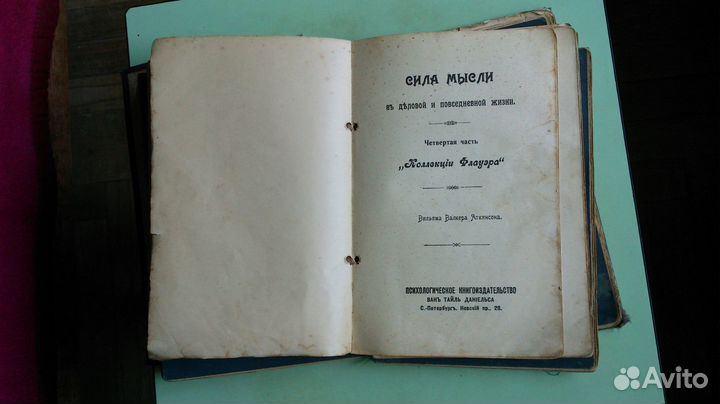 СИЛА МЫСЛИ
въ дѣловой и повседневной жизни.
Четвертая часть
„Коллекціи Флауэра“
Вильяма Валкера Аткинсона.
ПСИХОЛОГИЧЕСКОЕ КНИГОИЗДАТЕЛЬСТВО
ВАНЪ ТАЙЛЬ ДАНІЕЛЬСА
С.-Петербургъ. Невскій пр., 28.
Avito